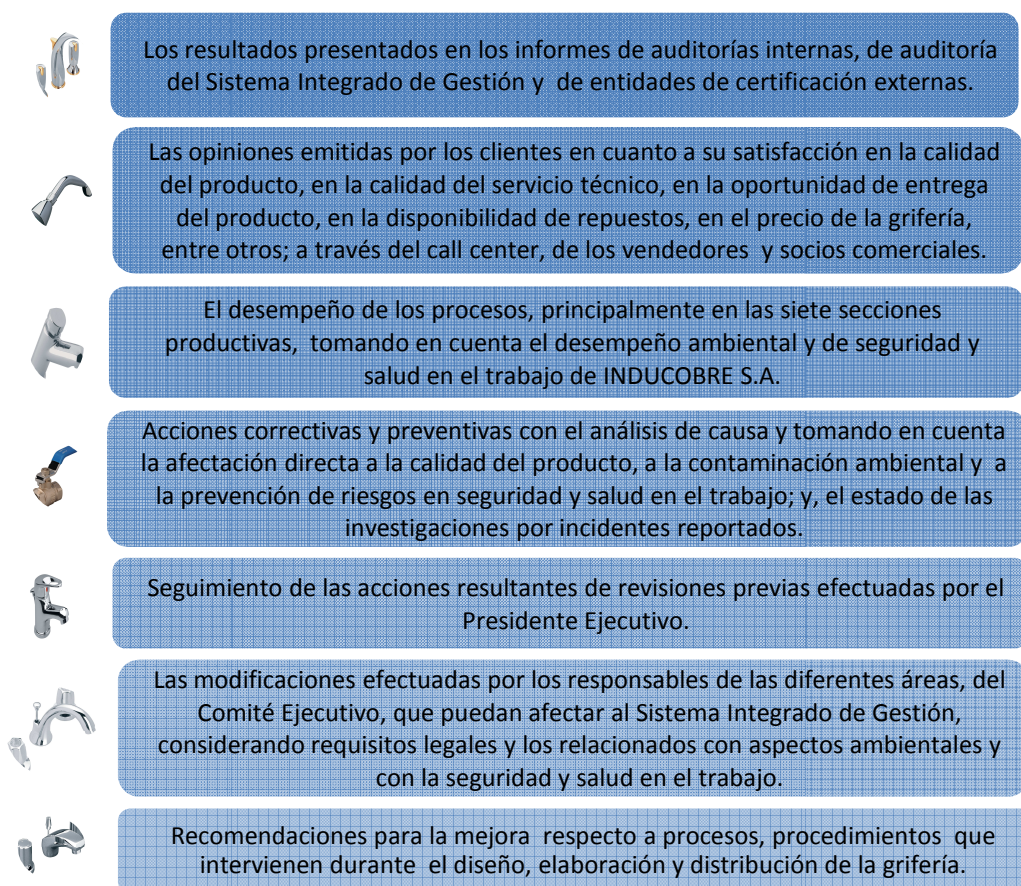 Los resultados presentados en los informes de auditorías internas, de auditoría
del Sistema Integrado de Gestión y de entidades de certificación externas.
Las opiniones emitidas por los clientes en cuanto a su satisfacción en la calidad
del producto, en la calidad del servicio técnico, en la oportunidad de entrega
del producto, en la disponibilidad de repuestos, en el precio de la grifería,
entre otros; a través del call center, de los vendedores y socios comerciales.
El desempeño de los procesos, principalmente en las siete secciones
productivas, tomando en cuenta el desempeño ambiental y de seguridad y
salud en el trabajo de INDUCOBRE S.A.
Acciones correctivas y preventivas con el análisis de causa y tomando en cuenta
la afectación directa a la calidad del producto, a la contaminación ambiental y a
la prevención de riesgos en seguridad y salud en el trabajo; y, el estado de las
investigaciones por incidentes reportados.
Seguimiento de las acciones resultantes de revisiones previas efectuadas por el
Presidente Ejecutivo.
Las modificaciones efectuadas por los responsables de las diferentes áreas, del
Comité Ejecutivo, que puedan afectar al Sistema Integrado de Gestión,
considerando requisitos legales y los relacionados con aspectos ambientales y
con la seguridad y salud en el trabajo.
Recomendaciones para la mejora respecto a procesos, procedimientos que
intervienen durante el diseño, elaboración y distribución de la grifería.